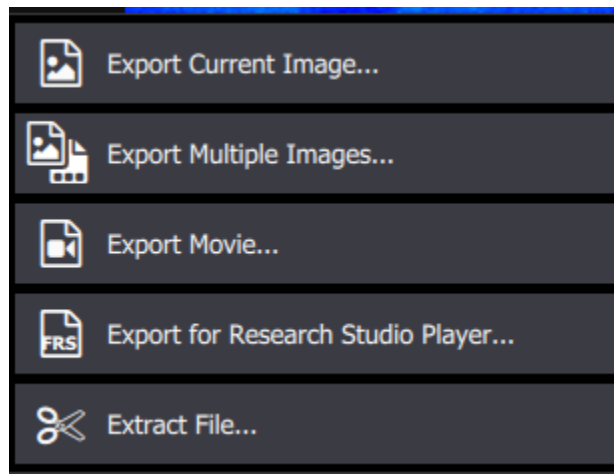 Export Current Image...
Export Multiple Images...
Export Movie...
FRS
Export for Research Studio Player...
Extract File...